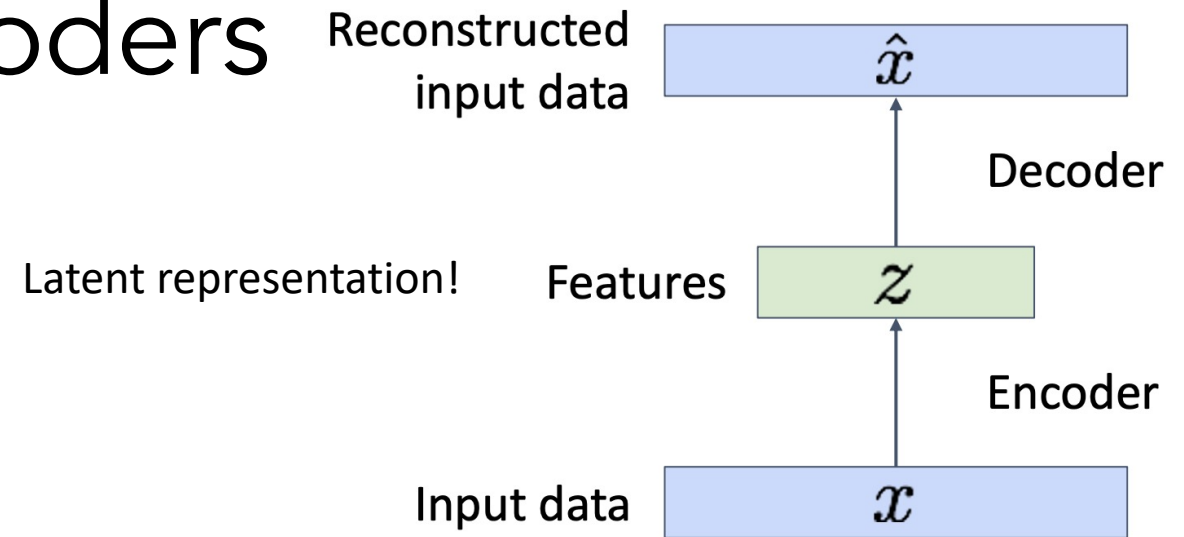 oders
Reconstructed
input data
x̂
Decoder
Latent representation!
Features
z
Encoder
Input data
x